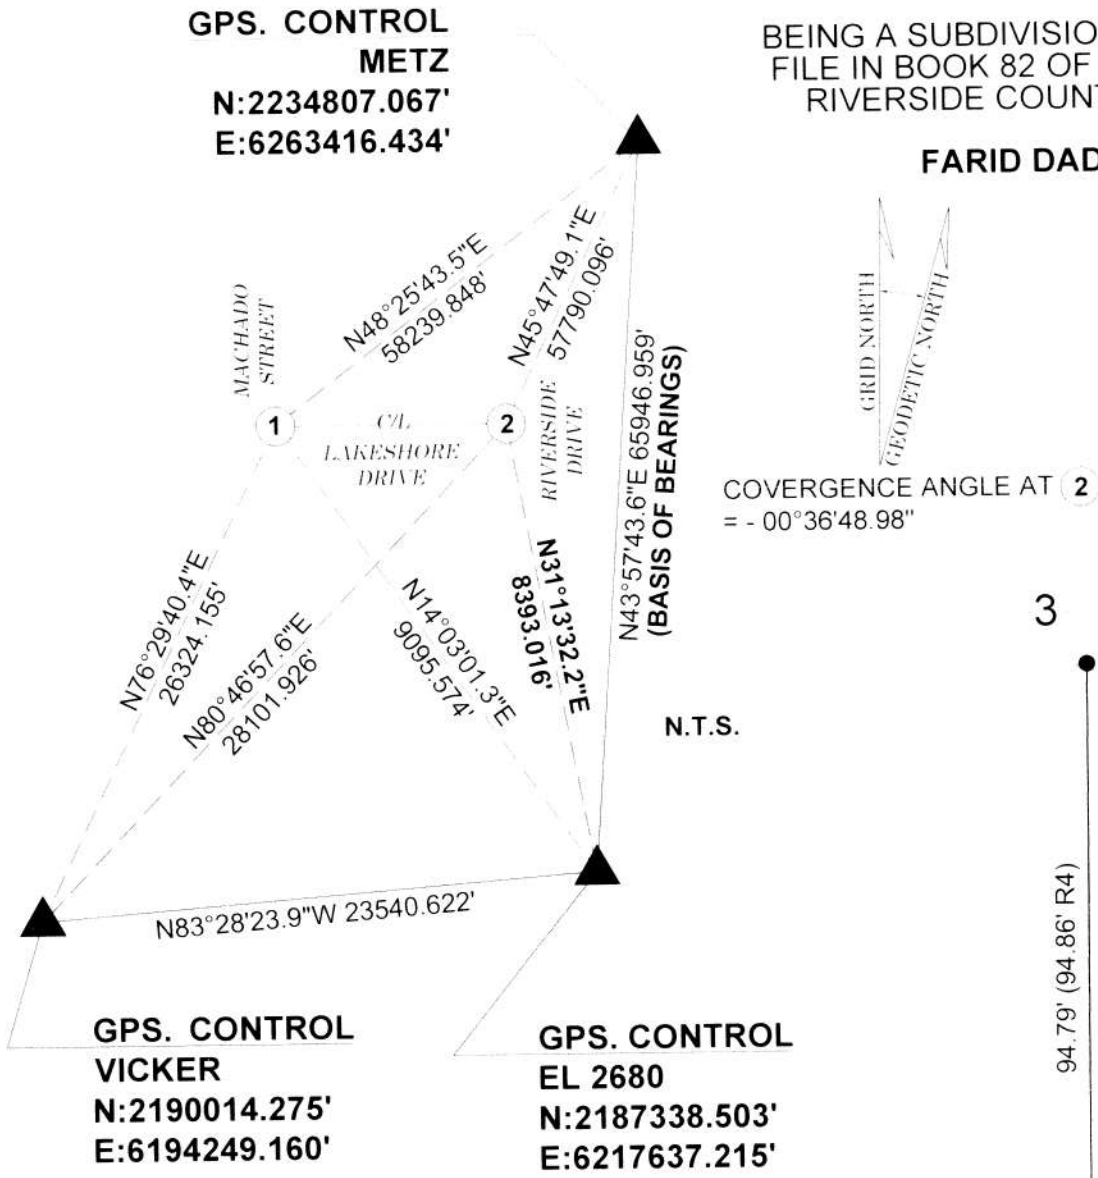 GPS. CONTROL
METZ
N:2234807.067'
E:6263416.434'
BEING A SUBDIVISIO
FILE IN BOOK 82 OF
RIVERSIDE COUNT
FARID DAD
MACHADO
STREET
N48°25'43.5"E
58239.848'
N45°47'49.1"E
57790.096'
N43°57'43.6"E 65946.959'
(BASIS OF BEARINGS)
GRID NORTH
GEODETIC NORTH
1
C/L
LAKESHORE
DRIVE
2
RIVERSIDE
DRIVE
COVERGENCE ANGLE AT 2
= - 00°36'48.98"
N76°29'40.4"E
26324.155'
N80°46'57.6"E
28101.926'
N14°03'01.3"E
9095.574'
N31°13'32.2"E
8393.016'
3
N.T.S.
N83°28'23.9"W 23540.622'
94.79' (94.86' R4)
GPS. CONTROL
VICKER
N:2190014.275'
E:6194249.160'
GPS. CONTROL
EL 2680
N:2187338.503'
E:6217637.215'